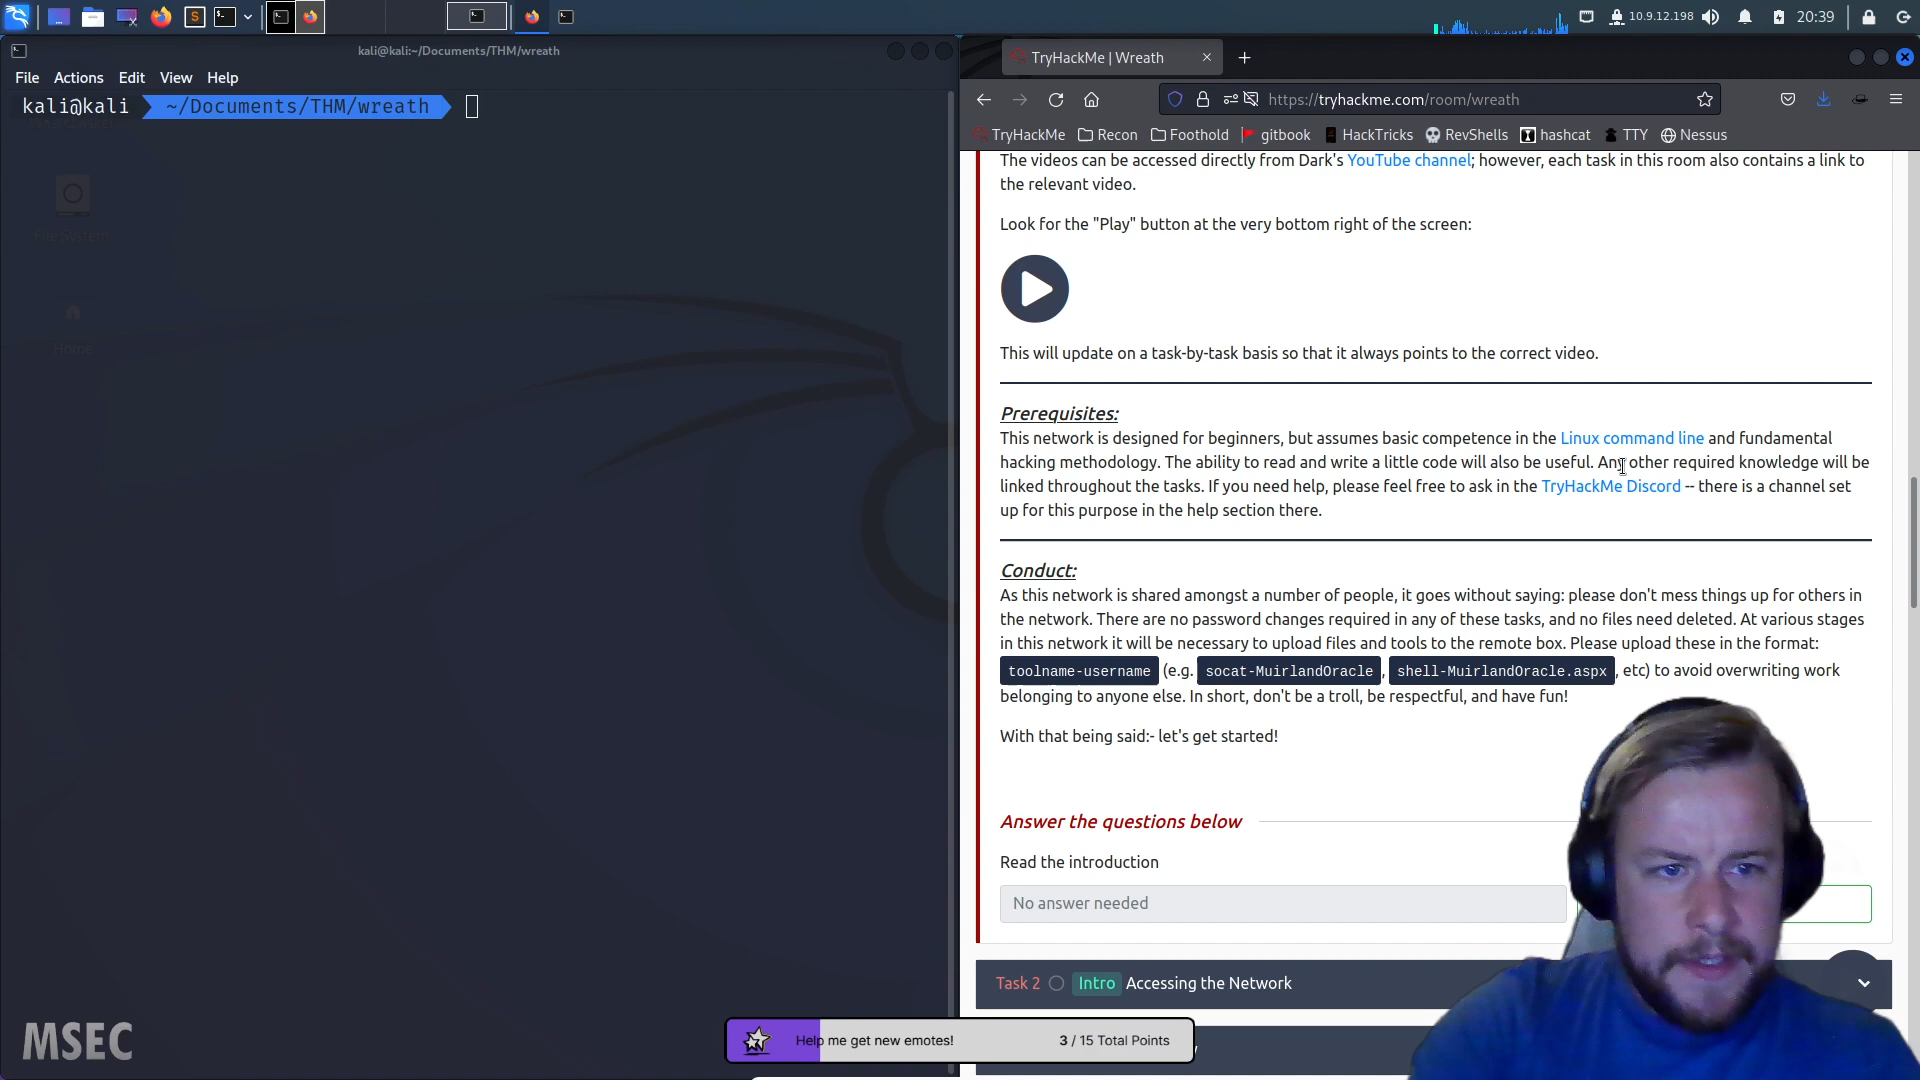 10.9.12.198
20:39
kali@kali:~/Documents/THM/wreath
File Actions Edit View Help
kali@kali ~/Documents/THM/wreath
File System
Home
MSEC
TryHackMe | Wreath
https://tryhackme.com/room/wreath
TryHackMe Recon Foothold gitbook HackTricks RevShells hashcat TTY Nessus
The videos can be accessed directly from Dark's YouTube channel; however, each task in this room also contains a link to
the relevant video.
Look for the "Play" button at the very bottom right of the screen:
This will update on a task-by-task basis so that it always points to the correct video.
Prerequisites:
This network is designed for beginners, but assumes basic competence in the Linux command line and fundamental
hacking methodology. The ability to read and write a little code will also be useful. Any other required knowledge will be
linked throughout the tasks. If you need help, please feel free to ask in the TryHackMe Discord -- there is a channel set
up for this purpose in the help section there.
Conduct:
As this network is shared amongst a number of people, it goes without saying: please don't mess things up for others in
the network. There are no password changes required in any of these tasks, and no files need deleted. At various stages
in this network it will be necessary to upload files and tools to the remote box. Please upload these in the format:
toolname-username (e.g. socat-MuirlandOracle, shell-MuirlandOracle.aspx, etc) to avoid overwriting work
belonging to anyone else. In short, don't be a troll, be respectful, and have fun!
With that being said:- let's get started!
Answer the questions below
Read the introduction
No answer needed
Task 2 Intro Accessing the Network
Help me get new emotes! 3 / 15 Total Points